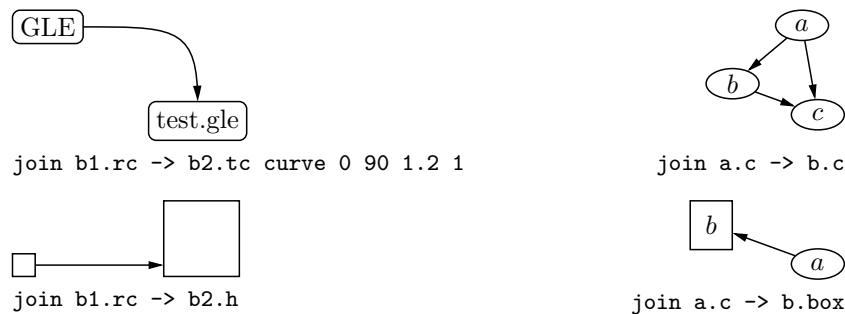 GLE
test.gle
join b1.rc -> b2.tc curve 0 90 1.2 1
a
b
c
join a.c -> b.c
join b1.rc -> b2.h
b
a
join a.c -> b.box